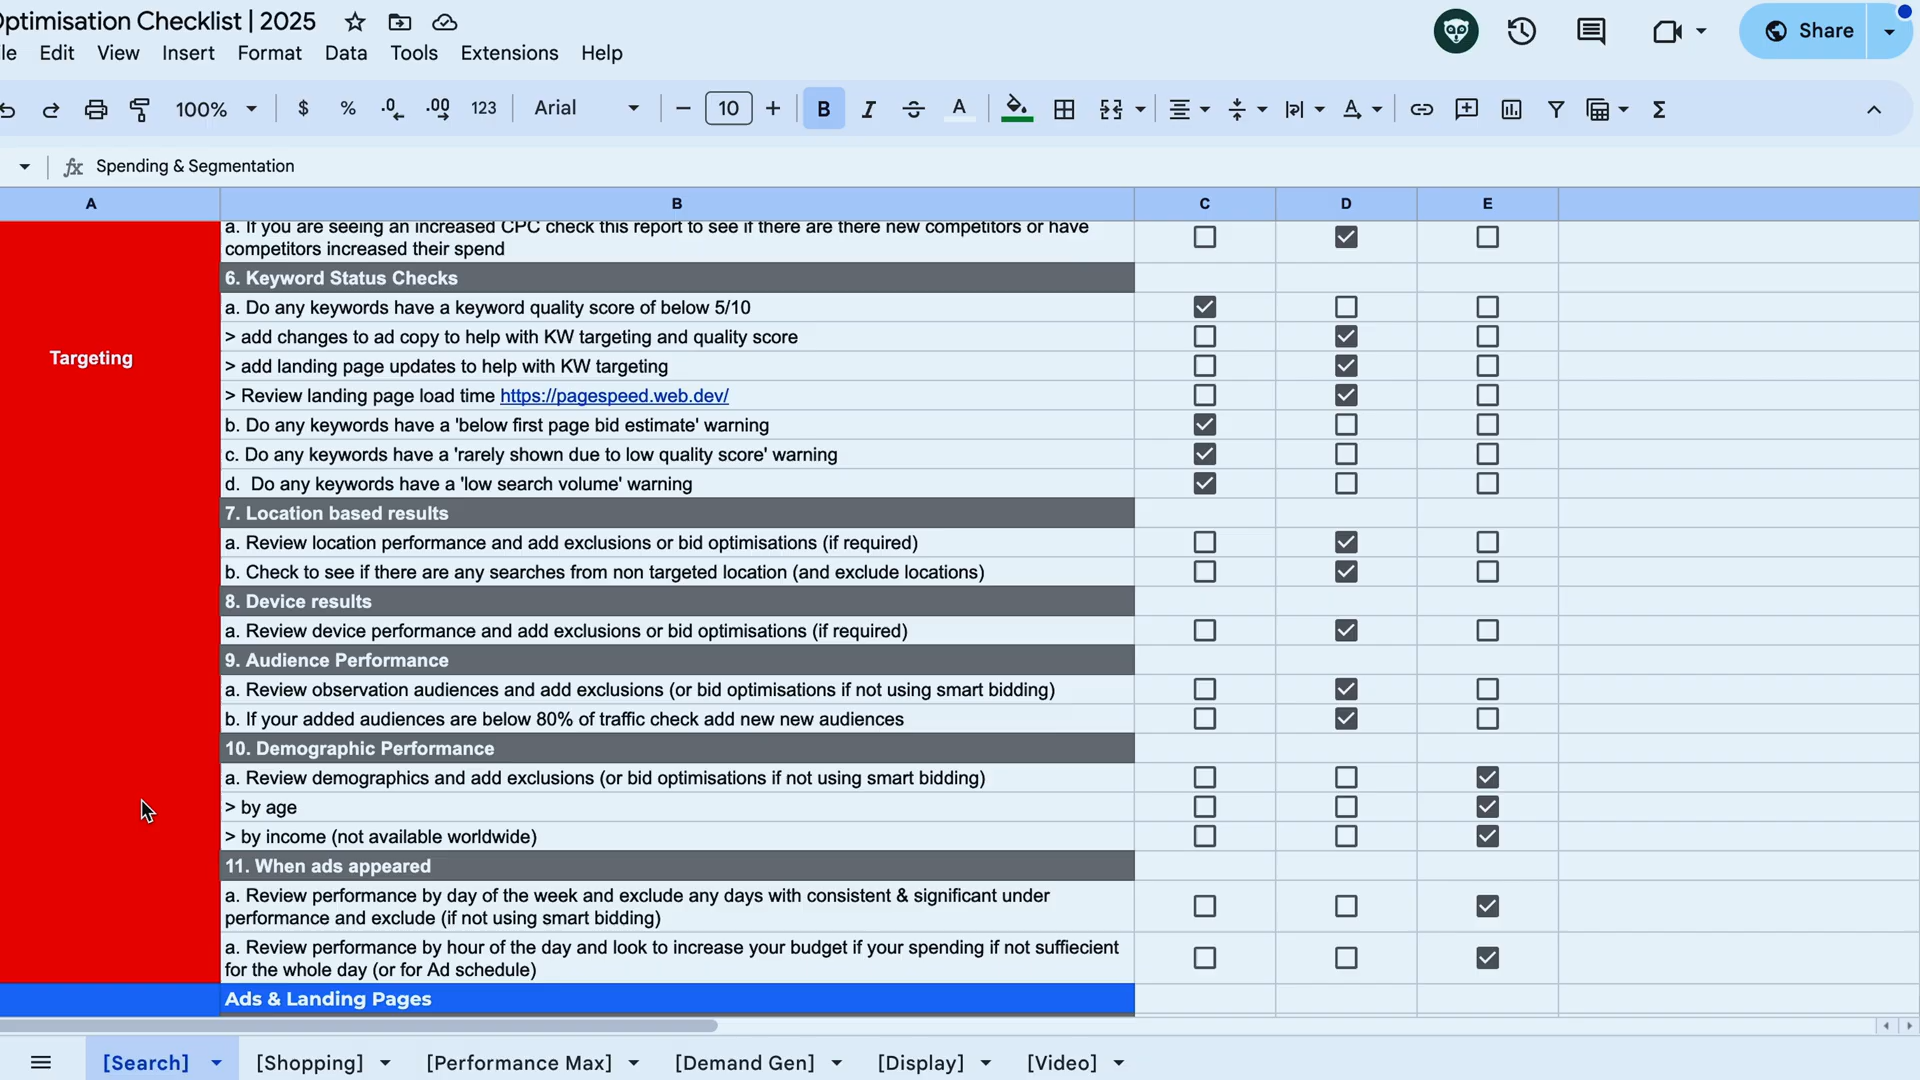 ptimisation Checklist | 2025
le Edit View Insert Format Data Tools Extensions Help
Share
100% $ % .0 .00 123 Arial 10 B I A
Spending & Segmentation
A B C D E
a. If you are seeing an increased CPC check this report to see if there are there new competitors or have
competitors increased their spend
6. Keyword Status Checks
a. Do any keywords have a keyword quality score of below 5/10
> add changes to ad copy to help with KW targeting and quality score
Targeting
> add landing page updates to help with KW targeting
> Review landing page load time https://pagespeed.web.dev/
b. Do any keywords have a 'below first page bid estimate' warning
c. Do any keywords have a 'rarely shown due to low quality score' warning
d. Do any keywords have a 'low search volume' warning
7. Location based results
a. Review location performance and add exclusions or bid optimisations (if required)
b. Check to see if there are any searches from non targeted location (and exclude locations)
8. Device results
a. Review device performance and add exclusions or bid optimisations (if required)
9. Audience Performance
a. Review observation audiences and add exclusions (or bid optimisations if not using smart bidding)
b. If your added audiences are below 80% of traffic check add new new audiences
10. Demographic Performance
a. Review demographics and add exclusions (or bid optimisations if not using smart bidding)
> by age
> by income (not available worldwide)
11. When ads appeared
a. Review performance by day of the week and exclude any days with consistent & significant under
performance and exclude (if not using smart bidding)
a. Review performance by hour of the day and look to increase your budget if your spending if not suffiecient
for the whole day (or for Ad schedule)
Ads & Landing Pages
[Search] [Shopping] [Performance Max] [Demand Gen] [Display] [Video]